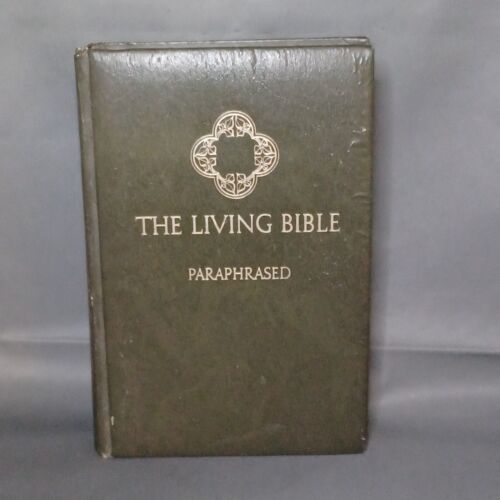 THE LIVING BIBLE
PARAPHRASED